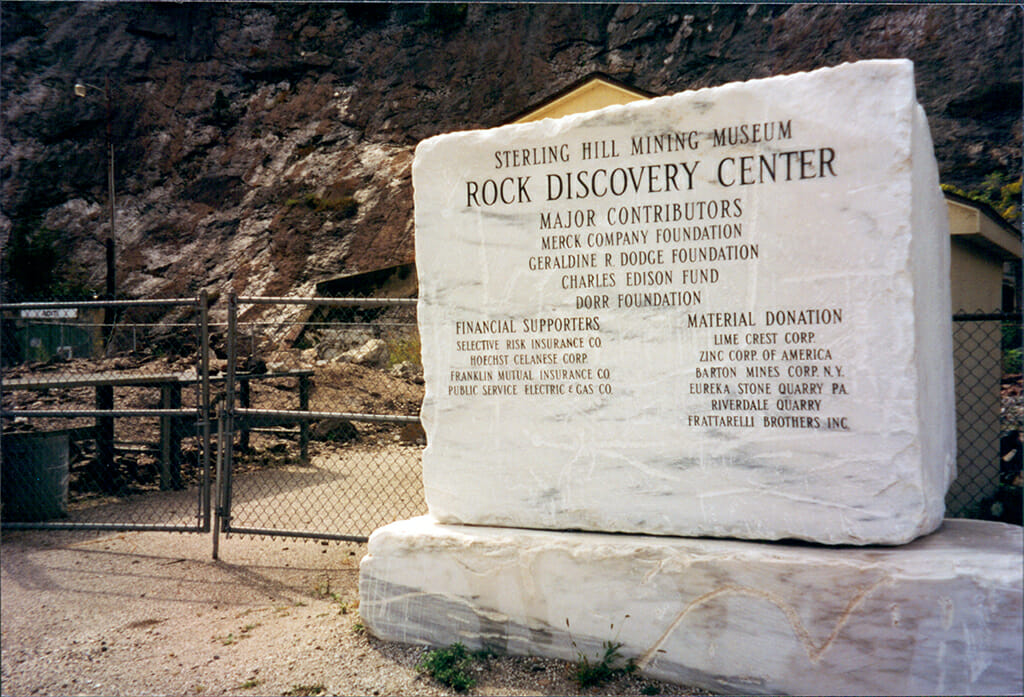 STERLING HILL MINING MUSEUM
ROCK DISCOVERY CENTER
MAJOR CONTRIBUTORS
MERCK COMPANY FOUNDATION
GERALDINE R. DODGE FOUNDATION
CHARLES EDISON FUND
DORR FOUNDATION
FINANCIAL SUPPORTERS
SELECTIVE RISK INSURANCE CO.
HOECHST CELANESE CORP.
FRANKLIN MUTUAL INSURANCE CO.
PUBLIC SERVICE ELECTRIC & GAS CO.
MATERIAL DONATION
LIME CREST CORP.
ZINC CORP. OF AMERICA
BARTON MINES CORP. N.Y.
EUREKA STONE QUARRY PA.
RIVERDALE QUARRY
FRATTARELLI BROTHERS INC.
ADIT